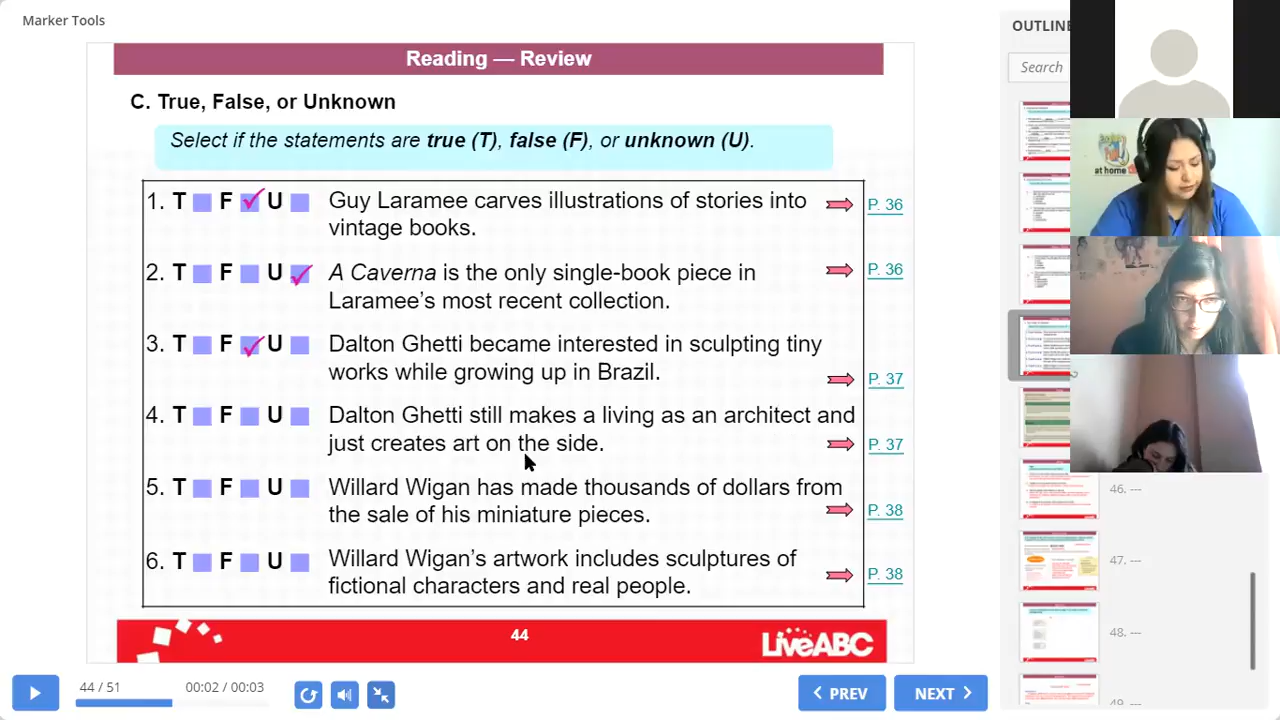 Marker Tools
OUTLINE
Search
Reading — Review
C. True, False, or Unknown
Select if the statements are true (T), false (F), or unknown (U).
1. T F U Guy Laramee carves illustrations of stories into P. 36
vintage books.
2. T F U A Caverna is the only single-book piece in P. 36
Laramee's most recent collection.
3. T F U Dalton Ghetti became interested in sculpting tiny
works while growing up in Brazil. P. 37
4. T F U Dalton Ghetti still makes a living as an architect and
just creates art on the side. P. 37
5. T F U Willard Wigan has made thousands of dollars from
sale of his miniature pieces. P. 38
6. T F U Willard Wigan's artwork includes sculptures of
fictional characters and real people. P. 38
44
LiveABC
at home
46. ---
47. ---
48. ---
49. ---
44 / 51
00:02 / 00:03
PREV
NEXT